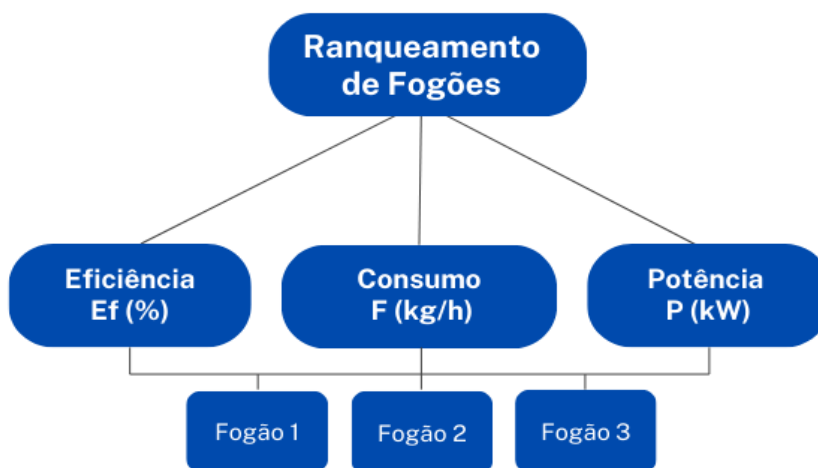 Ranqueamento
de Fogões
Eficiência
Ef (%)
Consumo
F (kg/h)
Potência
P (kW)
Fogão 1
Fogão 2
Fogão 3